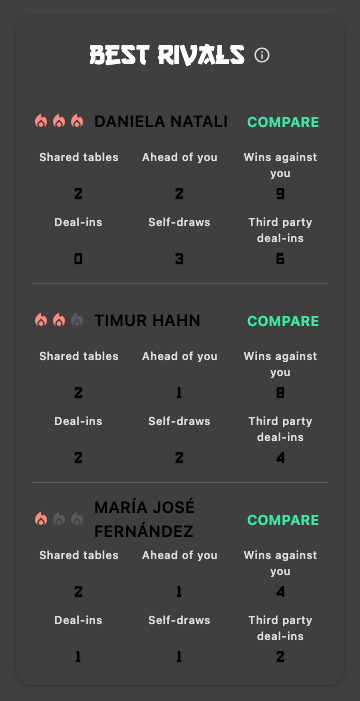 BEST RIVALS
DANIELA NATALI COMPARE
Shared tables Ahead of you Wins against
you
2 2 9
Deal-ins Self-draws Third party
deal-ins
0 3 6
TIMUR HAHN COMPARE
Shared tables Ahead of you Wins against
you
2 1 8
Deal-ins Self-draws Third party
deal-ins
2 2 4
MARÍA JOSÉ
FERNÁNDEZ COMPARE
Shared tables Ahead of you Wins against
you
2 1 4
Deal-ins Self-draws Third party
deal-ins
1 1 2